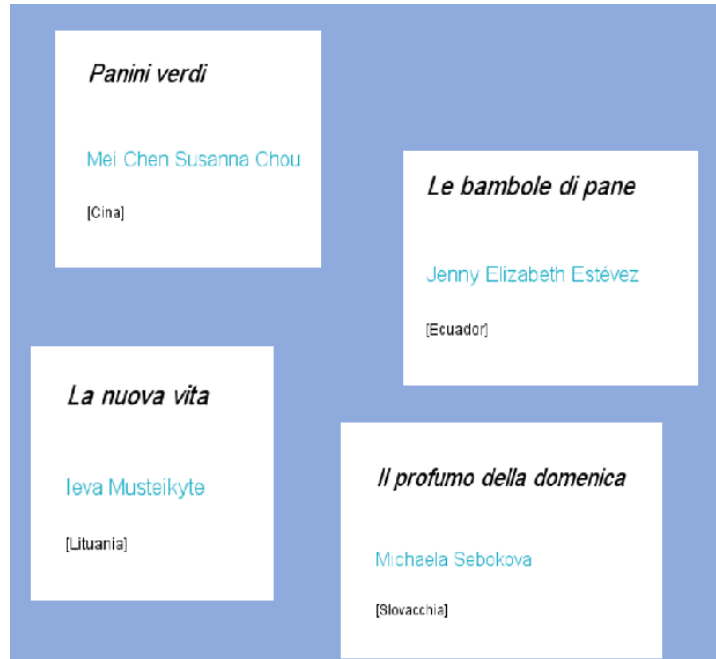 Panini verdi
Mei Chen Susanna Chou
[Cina]
Le bambole di pane
Jenny Elizabeth Estévez
[Ecuador]
La nuova vita
Ieva Musteikyte
[Lituania]
Il profumo della domenica
Michaela Sebokova
[Slovacchia]